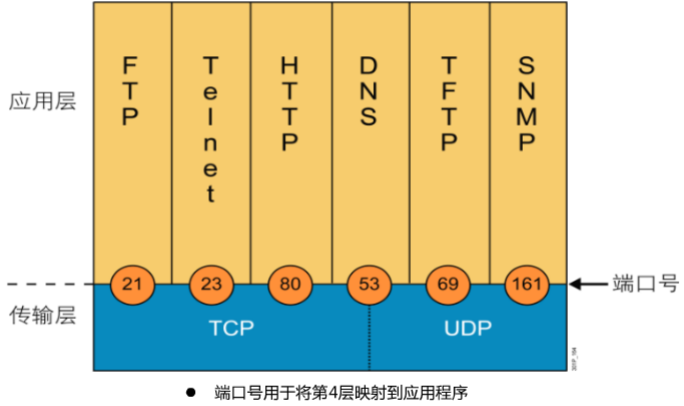 应用层
FTP
Telnet
HTTP
DNS
TFTP
SNMP
21
23
80
53
69
161
端口号
传输层
TCP
UDP
● 端口号用于将第4层映射到应用程序